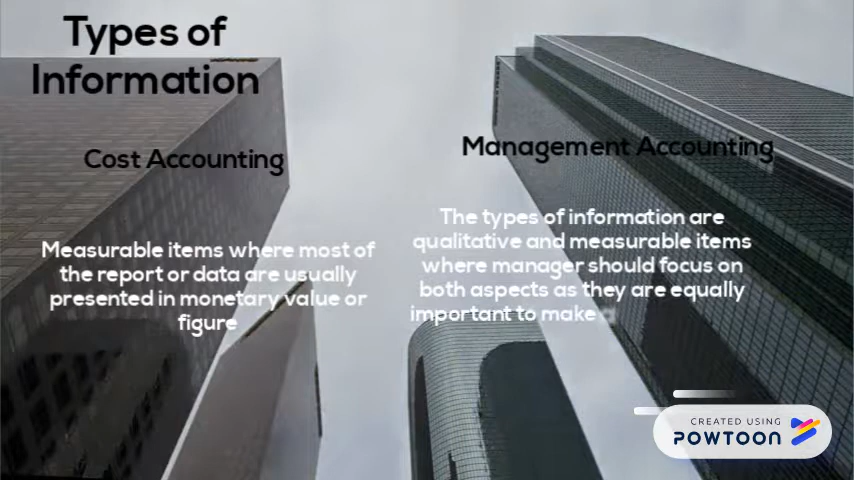 Types of
Information
Cost Accounting
Measurable items where most of
the report or data are usually
presented in monetary value or
figure
Management Accounting
The types of information are
qualitative and measurable items
where manager should focus on
both aspects as they are equally
important to make a
CREATED USING
POWTOON